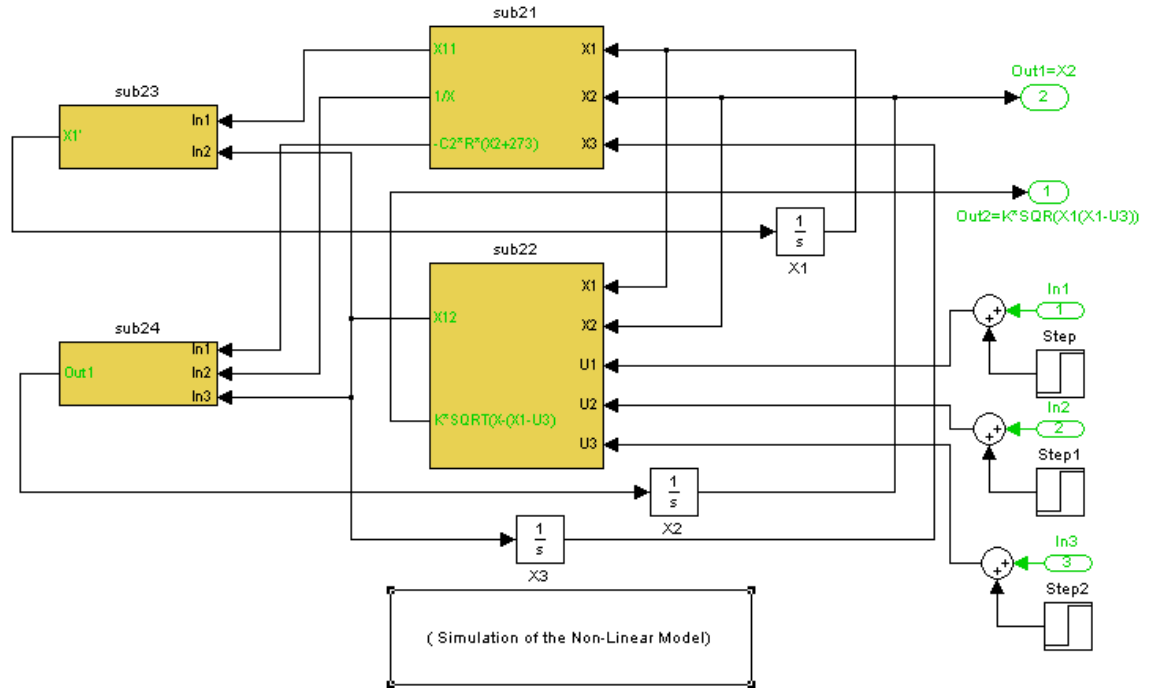 sub21
X11
1/X
-C2*R*(X2+273)
X1
X2
X3
sub23
X1'
In1
In2
Out1=X2
2
1
Out2=K*SQR(X1(X1-U3))
1
s
X1
sub22
X12
K*SQRT(X-(X1-U3)
X1
X2
U1
U2
U3
sub24
Out1
In1
In2
In3
In1
1
+
+
Step
In2
2
+
+
Step1
In3
3
+
+
Step2
1
s
X2
1
s
X3
( Simulation of the Non-Linear Model)